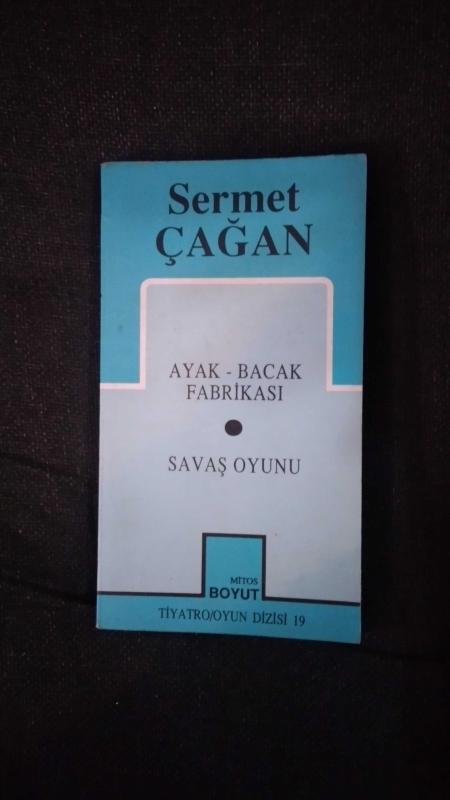 Sermet
ÇAĞAN
AYAK - BACAK
FABRİKASI
SAVAŞ OYUNU
MİTOS
BOYUT
TİYATRO/OYUN DİZİSİ 19